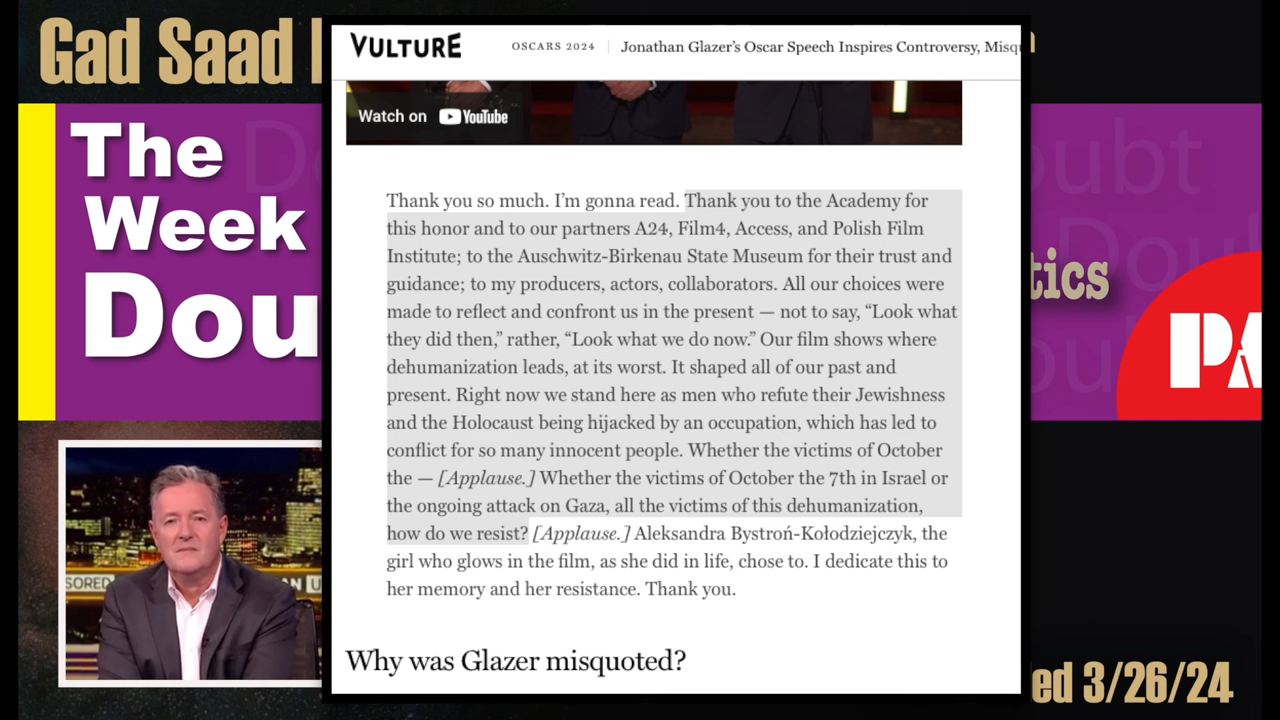 Gad Saad
VULTURE
OSCARS 2024
Jonathan Glazer’s Oscar Speech Inspires Controversy,
Watch on YouTube
The
Week
Thank you so much. I’m gonna read. Thank you to the Academy for
this honor and to our partners A24, Film4, Access, and Polish Film
Institute; to the Auschwitz-Birkenau State Museum for their trust and
guidance; to my producers, actors, collaborators. All our choices were
made to reflect and confront us in the present — not to say, “Look what
they did then,” rather, “Look what we do now.” Our film shows where
dehumanization leads, at its worst. It shaped all of our past and
present. Right now we stand here as men who refute their Jewishness
and the Holocaust being hijacked by an occupation, which has led to
conflict for so many innocent people. Whether the victims of October
the — [Applause.] Whether the victims of October the 7th in Israel or
the ongoing attack on Gaza, all the victims of this dehumanization,
how do we resist? [Applause.] Aleksandra Bystroń-Kołodziejczyk, the
girl who glows in the film, as she did in life, chose to. I dedicate this to
her memory and her resistance. Thank you.
Why was Glazer misquoted?
3/26/24